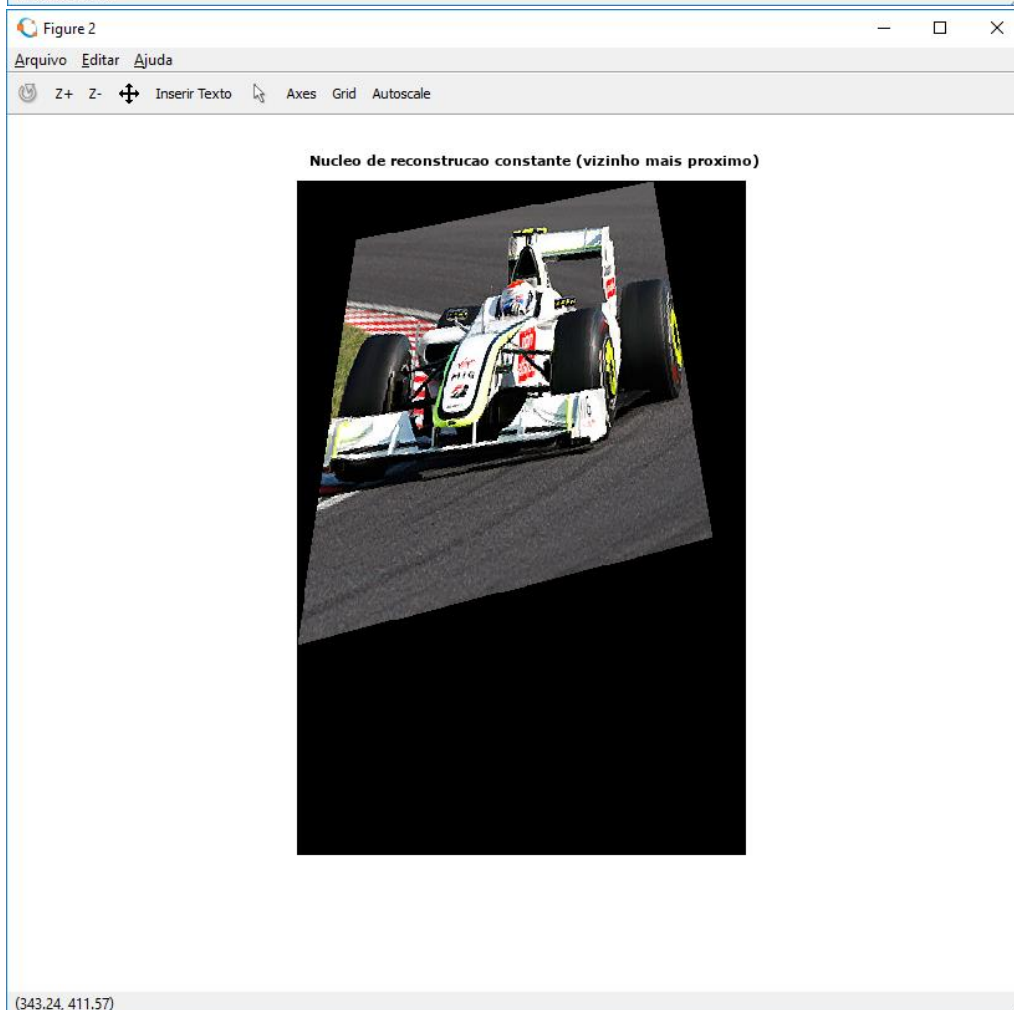 Figure 2
Arquivo Editar Ajuda
Z+ Z- Inserir Texto Axes Grid Autoscale
Nucleo de reconstrucao constante (vizinho mais proximo)
MIG
(343.24, 411.57)